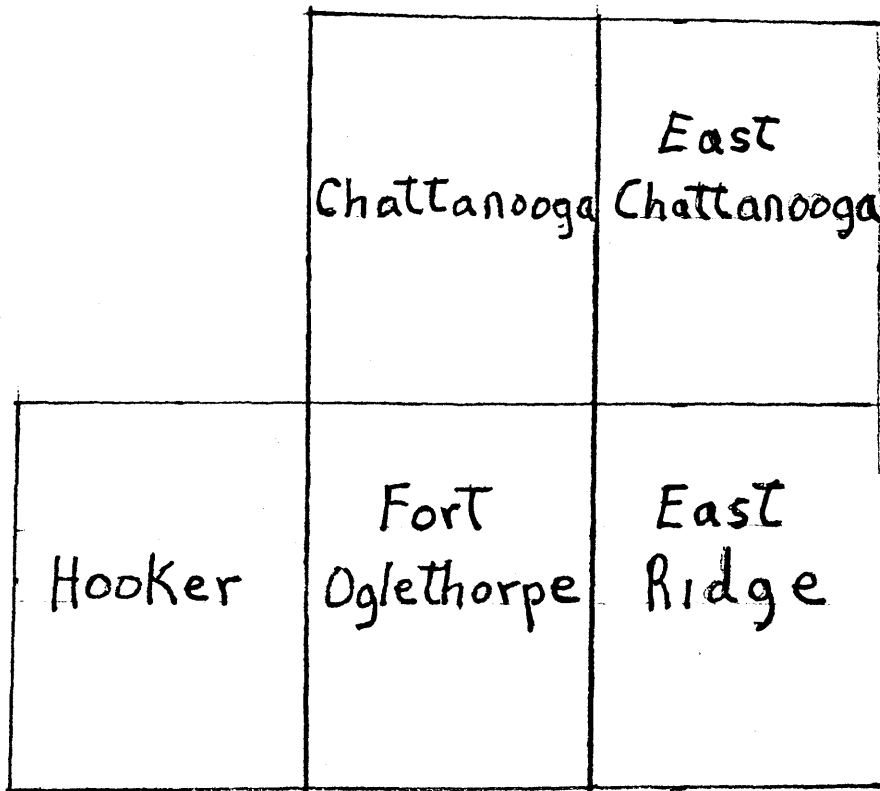 Chattanooga
East
Chattanooga
Hooker
Fort
Oglethorpe
East
Ridge